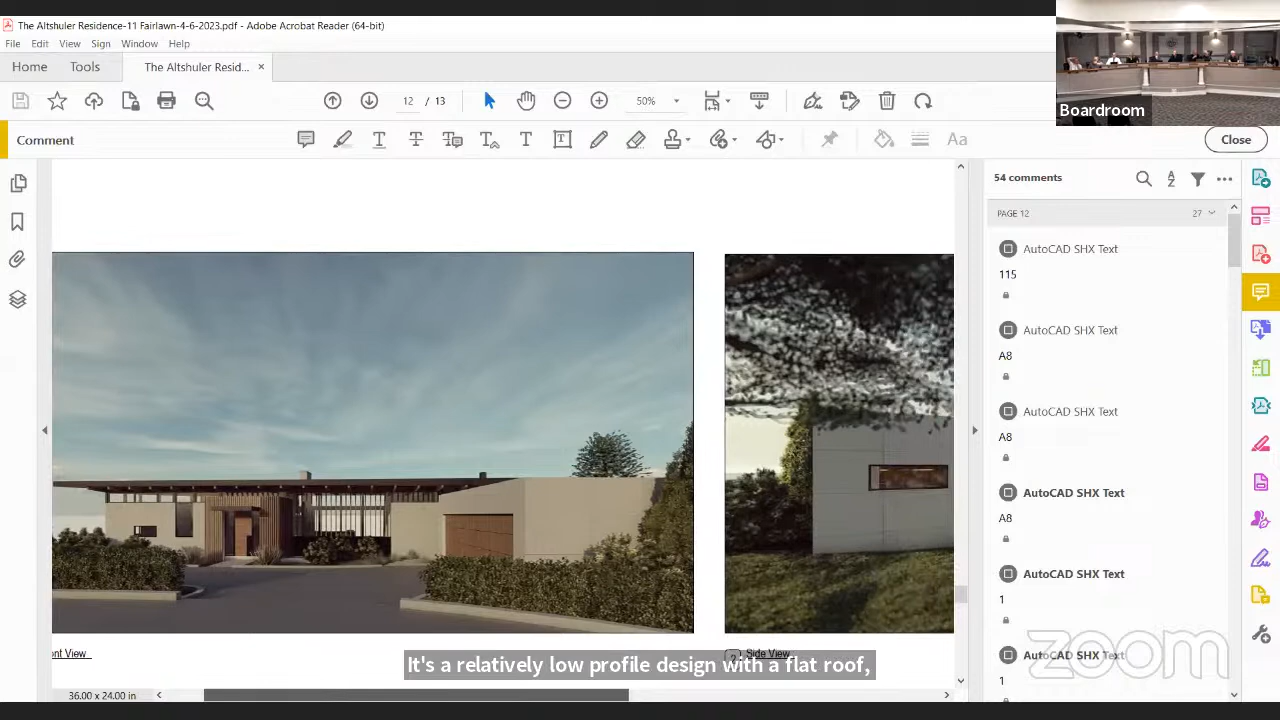 The Altshuler Residence-11 Fairlawn-4-6-2023.pdf - Adobe Acrobat Reader (64-bit)
File Edit View Sign Window Help
Home Tools The Altshuler Resid... ×
12 / 13 50%
Boardroom
Comment Close
54 comments
PAGE 12 27
AutoCAD SHX Text
115
AutoCAD SHX Text
A8
AutoCAD SHX Text
A8
AutoCAD SHX Text
A8
AutoCAD SHX Text
1
AutoCAD SHX Text
1
ont View
2 Side View
It's a relatively low profile design with a flat roof,
36.00 x 24.00 in
zoom